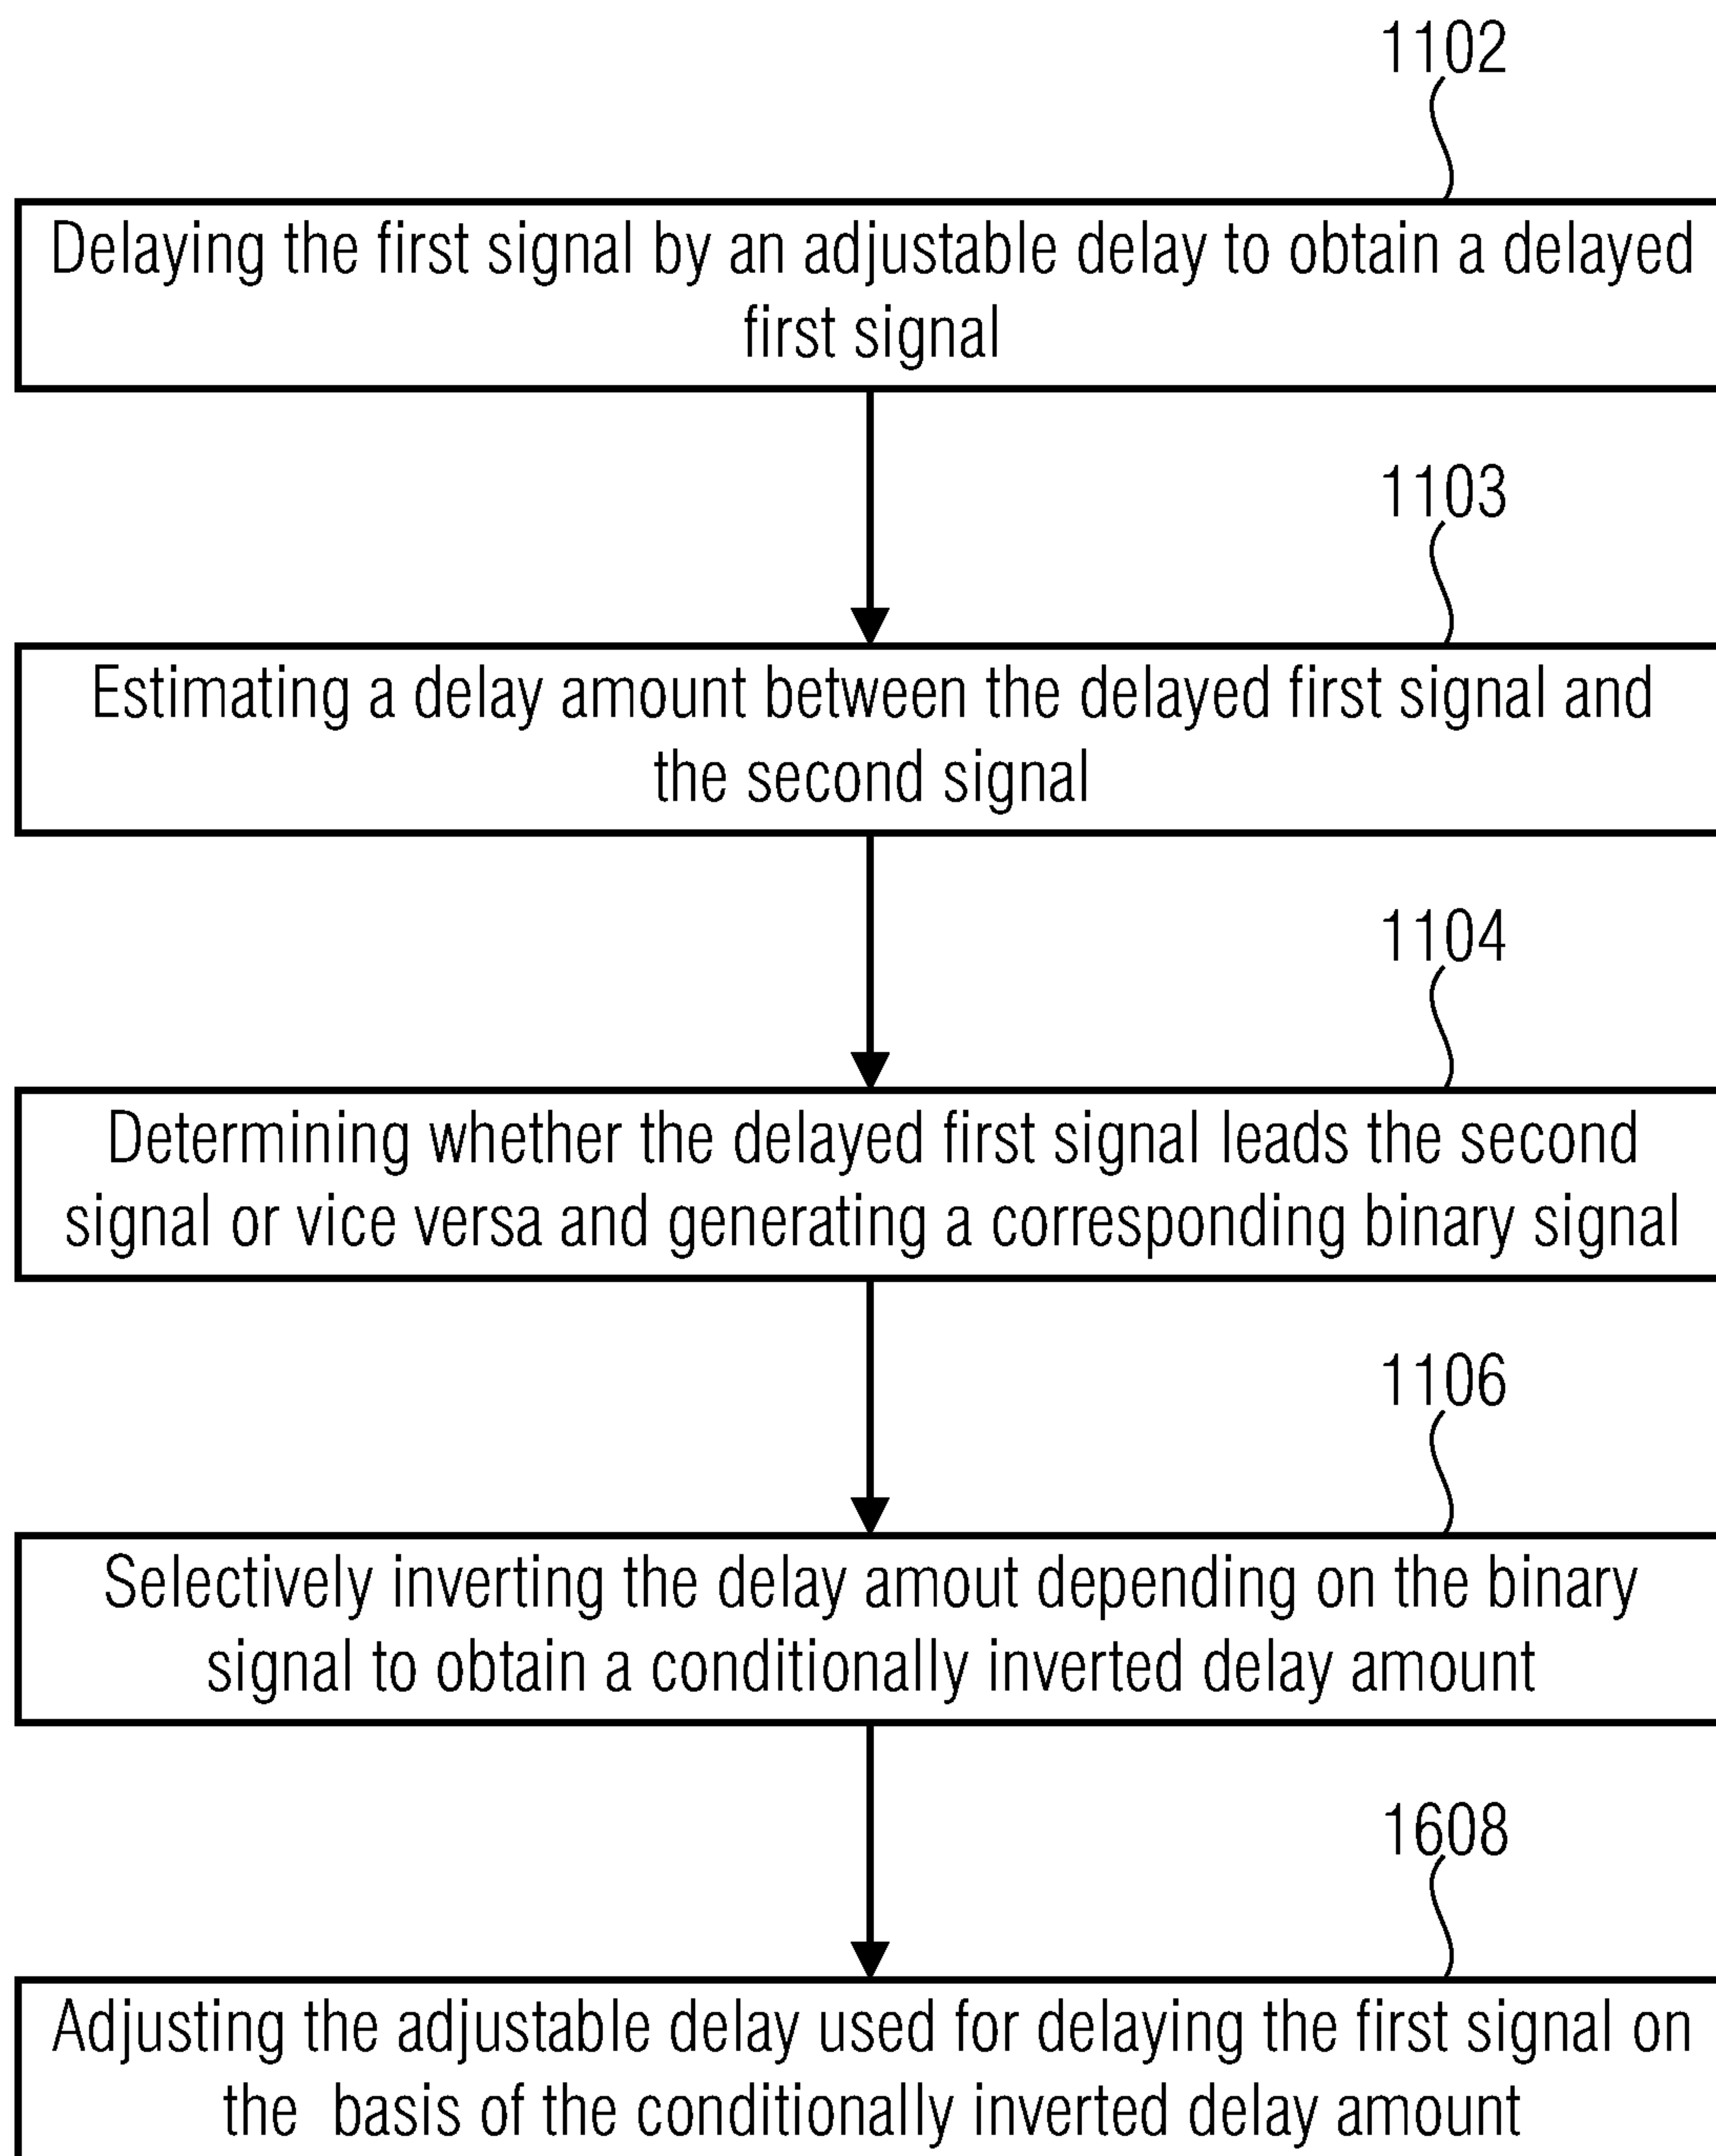 1102
Delaying the first signal by an adjustable delay to obtain a delayed
first signal
1103
Estimating a delay amount between the delayed first signal and
the second signal
1104
Determining whether the delayed first signal leads the second
signal or vice versa and generating a corresponding binary signal
1106
Selectively inverting the delay amout depending on the binary
signal to obtain a conditionally inverted delay amount
1608
Adjusting the adjustable delay used for delaying the first signal on
the basis of the conditionally inverted delay amount